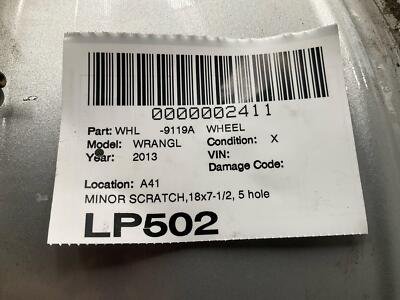 0000002411
Part: WHL -9119A WHEEL
Model: WRANGL Condition: X
Year: 2013 VIN:
Damage Code:
Location: A41
MINOR SCRATCH,18x7-1/2, 5 hole
LP502